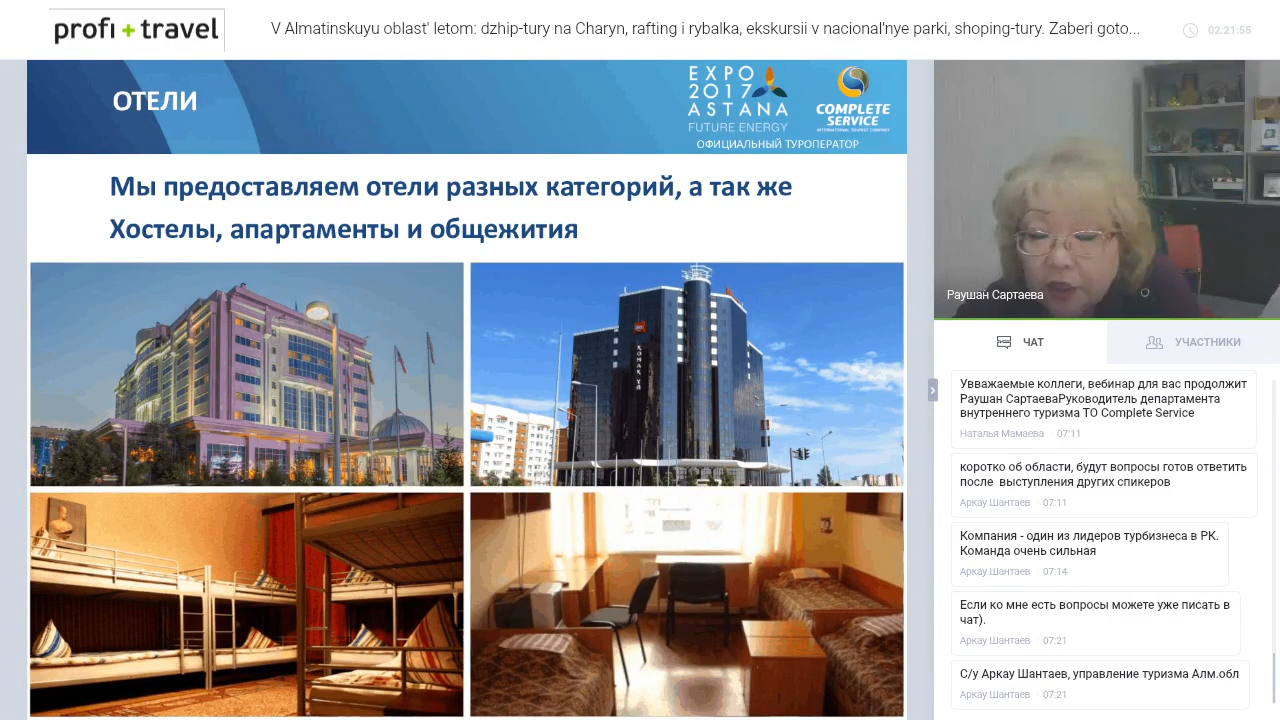 profi + travel
V Almatinskuyu oblast' letom: dzhip-tury na Charyn, rafting i rybalka, ekskursii v nacional'nye parki, shoping-tury. Zaberi goto...
02:21:55
ОТЕЛИ
EXPO
2017
ASTANA
FUTURE ENERGY
COMPLETE
SERVICE
INTERNATIONAL TOURIST COMPANY
ОФИЦИАЛЬНЫЙ ТУРОПЕРАТОР
Мы предоставляем отели разных категорий, а так же
Хостелы, апартаменты и общежития
Раушан Сартаева
ЧАТ
УЧАСТНИКИ
Увважаемые коллеги, вебинар для вас продолжит
Раушан СартаеваРуководитель департамента
внутреннего туризма ТО Complete Service
Наталья Мамаева · 07:11
коротко об области, будут вопросы готов ответить
после выступления других спикеров
Аркау Шантаев · 07:11
Компания - один из лидеров турбизнеса в РК.
Команда очень сильная
Аркау Шантаев · 07:14
Если ко мне есть вопросы можете уже писать в
чат).
Аркау Шантаев · 07:21
С/у Аркау Шантаев, управление туризма Алм.обл
Аркау Шантаев · 07:21